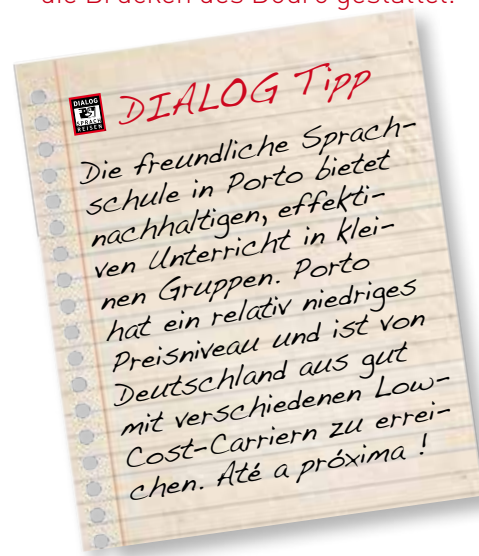 die Brücken des Douro gestaltet.
DIALOG
SPRACH
REISEN
DIALOG Tipp
Die freundliche Sprach-
schule in Porto bietet
nachhaltigen, effekti-
ven Unterricht in klei-
nen Gruppen. Porto
hat ein relativ niedriges
Preisniveau und ist von
Deutschland aus gut
mit verschiedenen Low-
Cost-Carriern zu errei-
chen. Até a próxima !